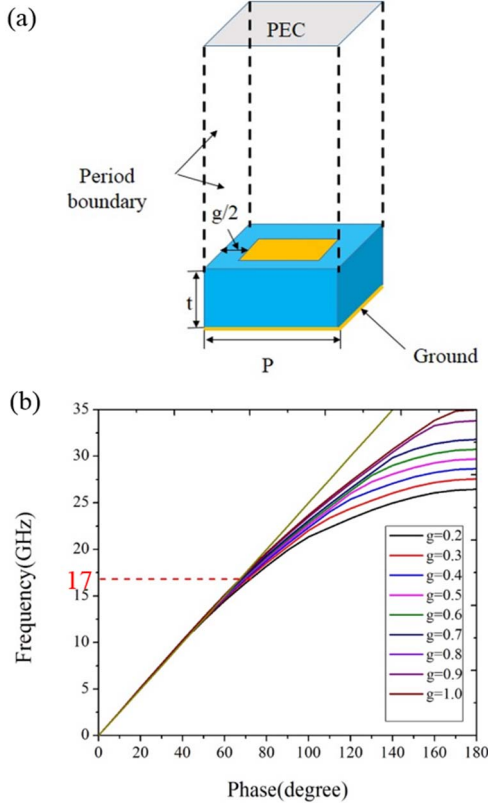 (a)
PEC
Period
boundary
g/2
t
P
Ground
(b)
35
30
25
20
17
15
10
5
0
Frequency(GHz)
g=0.2
g=0.3
g=0.4
g=0.5
g=0.6
g=0.7
g=0.8
g=0.9
g=1.0
0 20 40 60 80 100 120 140 160 180
Phase(degree)